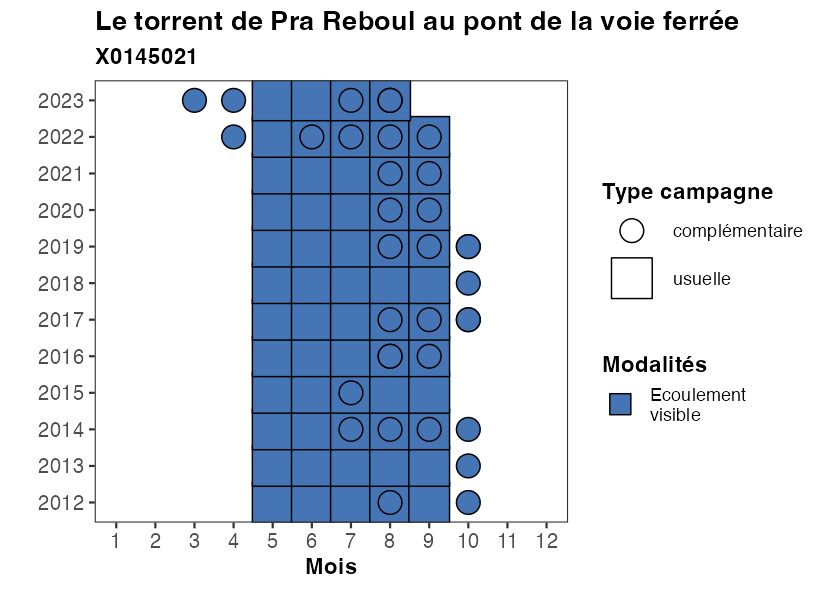 Le torrent de Pra Reboul au pont de la voie ferrée
X0145021
2023
2022
2021
2020
2019
2018
2017
2016
2015
2014
2013
2012
1 2 3 4 5 6 7 8 9 10 11 12
Mois
Type campagne
complémentaire
usuelle
Modalités
Ecoulement
visible